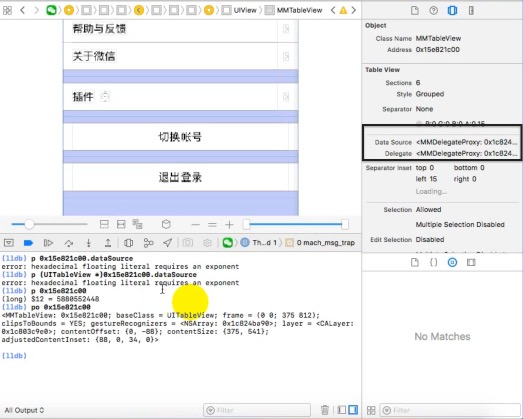 UIView
MMTableView
帮助与反馈
关于微信
插件
切换帐号
退出登录
Th...d 1
0 mach_msg_trap
(lldb) p 0x15e821c00.dataSource
error: hexadecimal floating literal requires an exponent
(lldb) p (UITableView *)0x15e821c00.dataSource
error: hexadecimal floating literal requires an exponent
(lldb) p 0x15e821c00
(long) $12 = 5880552448
(lldb) po 0x15e821c00
<MMTableView: 0x15e821c00; baseClass = UITableView; frame = (0 0; 375 812);
clipsToBounds = YES; gestureRecognizers = <NSArray: 0x1c824ba90>; layer = <CALayer:
0x1c803c9e0>; contentOffset: {0, -88}; contentSize: {375, 541};
adjustedContentInset: {88, 0, 34, 0}>
(lldb)
All Output
Filter
Object
Class Name MMTableView
Address 0x15e821c00
Table View
Sections 6
Style Grouped
Separator None
R:0 G:0 B:0 A:0.15
Data Source <MMDelegateProxy: 0x1c824...
Delegate <MMDelegateProxy: 0x1c824...
Separator Inset top 0 bottom 0
left 15 right 0
Loading...
Selection Allowed
Multiple Selection Disabled
Edit Selection Disabled
No Matches
Filter